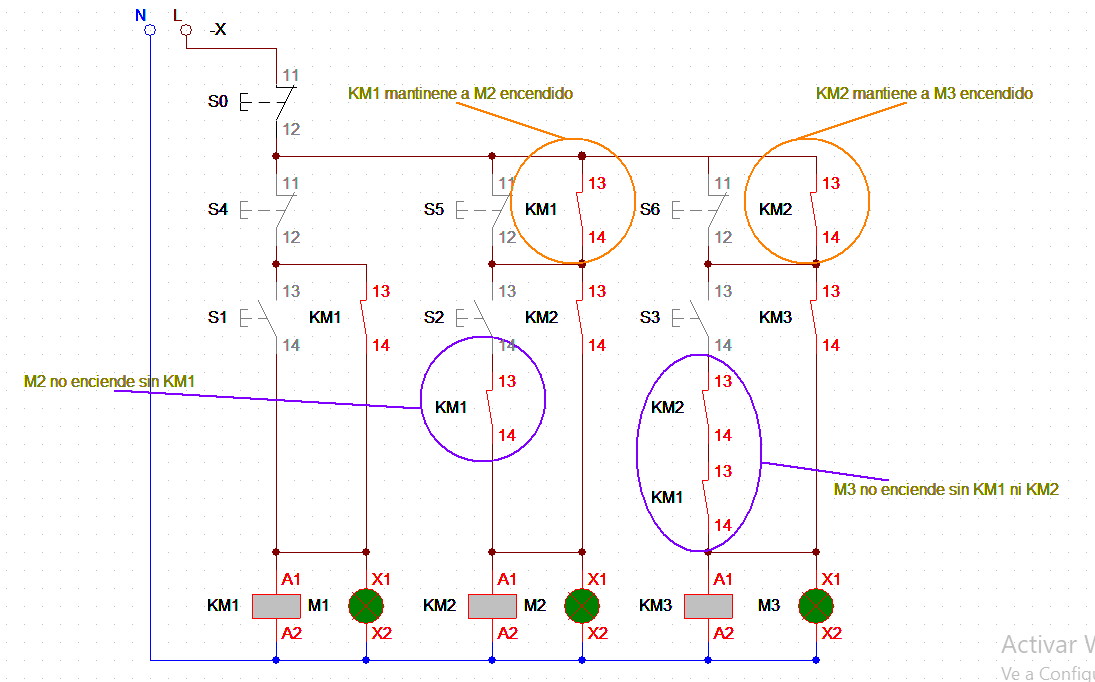 N L -X
11
S0
12
KM1 mantinene a M2 encendido
KM2 mantiene a M3 encendido
11 11 13 11 13
S4 S5 KM1 S6 KM2
12 12 14 12 14
13 13 13 13 13 13
S1 KM1 S2 KM2 S3 KM3
14 14 14 14 14 14
M2 no enciende sin KM1
13 13
KM1 KM2
14 14
13
KM1
14
M3 no enciende sin KM1 ni KM2
A1 X1 A1 X1 A1 X1
KM1 M1 KM2 M2 KM3 M3
A2 X2 A2 X2 A2 X2
Activar
Ve a